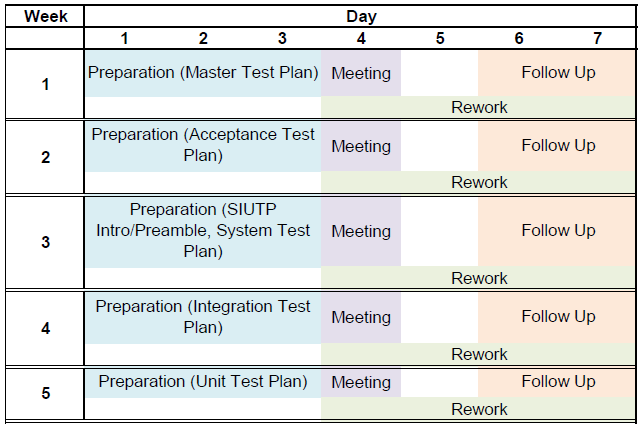 Week Day
1 2 3 4 5 6 7
1
Preparation (Master Test Plan) Meeting Follow Up
Rework
2
Preparation (Acceptance Test
Plan)
Meeting
Follow Up
Rework
3
Preparation (SIUTP
Intro/Preamble, System Test
Plan)
Meeting
Follow Up
Rework
4
Preparation (Integration Test
Plan)
Meeting
Follow Up
Rework
5
Preparation (Unit Test Plan) Meeting Follow Up
Rework